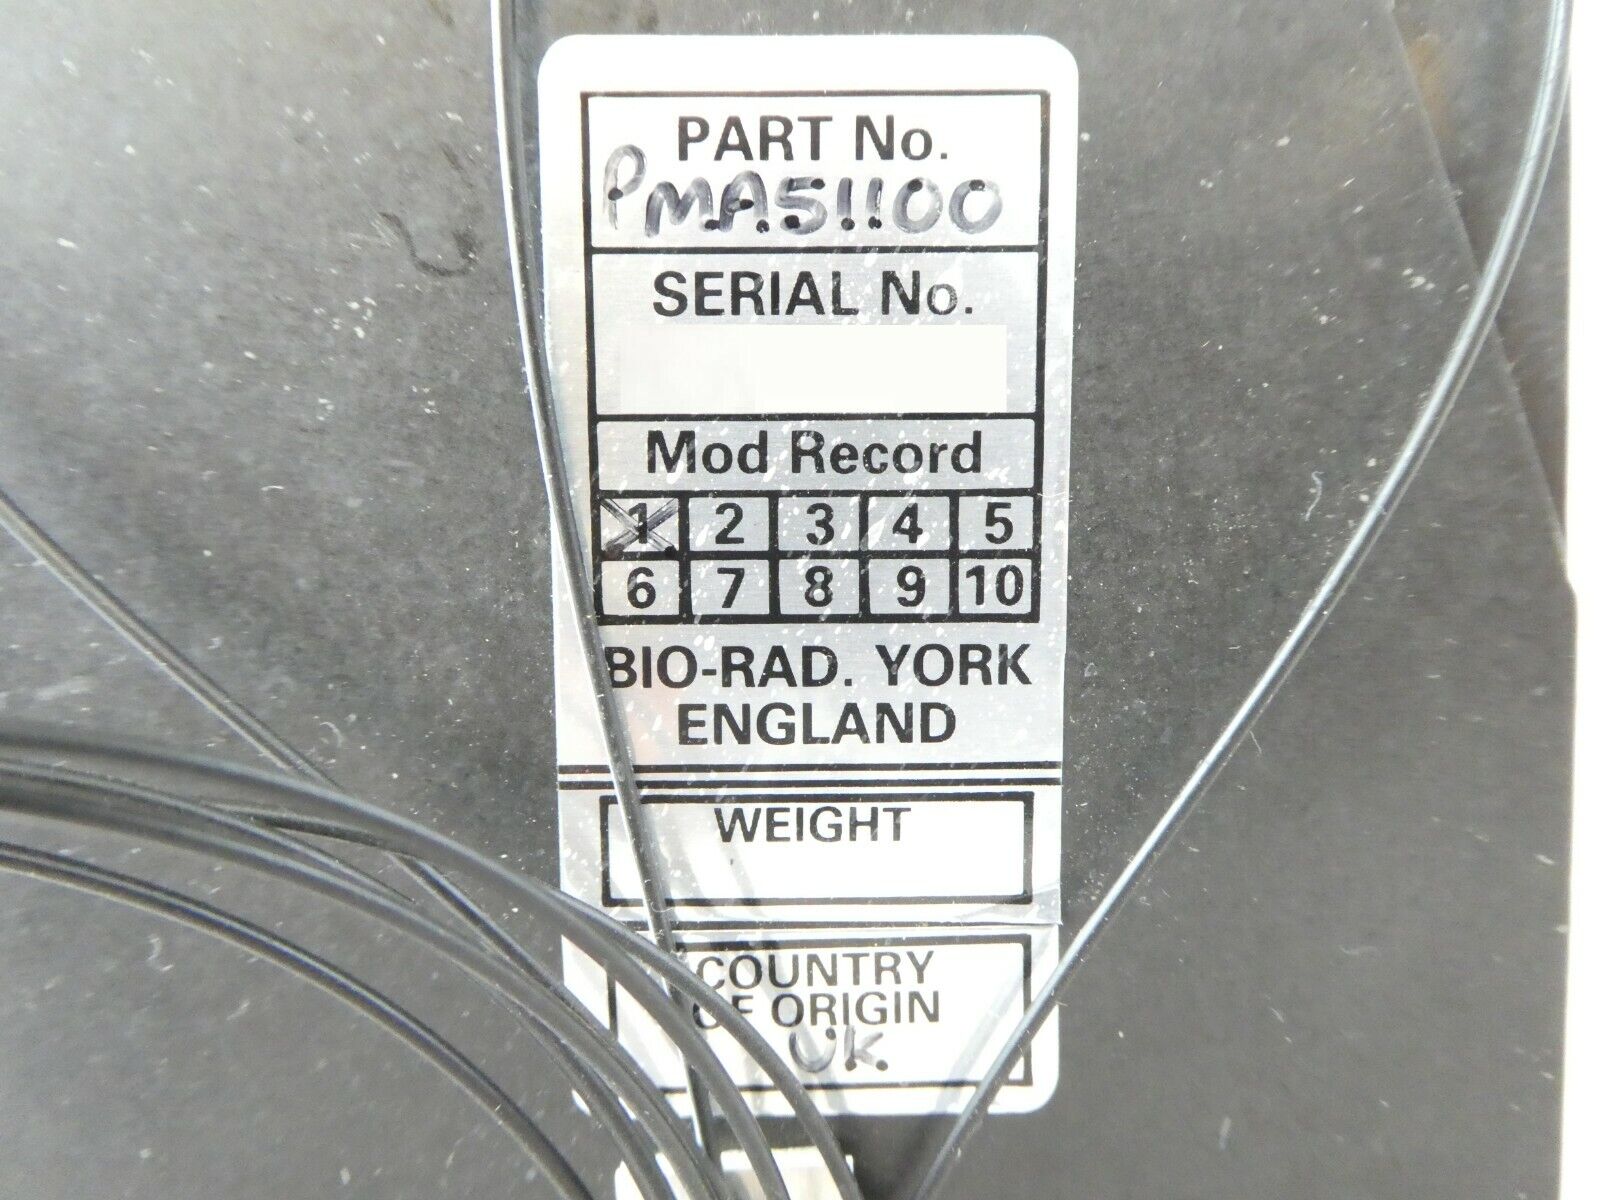 PART No.
PMA51100
SERIAL No.
Mod Record
1 2 3 4 5
6 7 8 9 10
BIO-RAD. YORK
ENGLAND
WEIGHT
COUNTRY
OF ORIGIN
UK